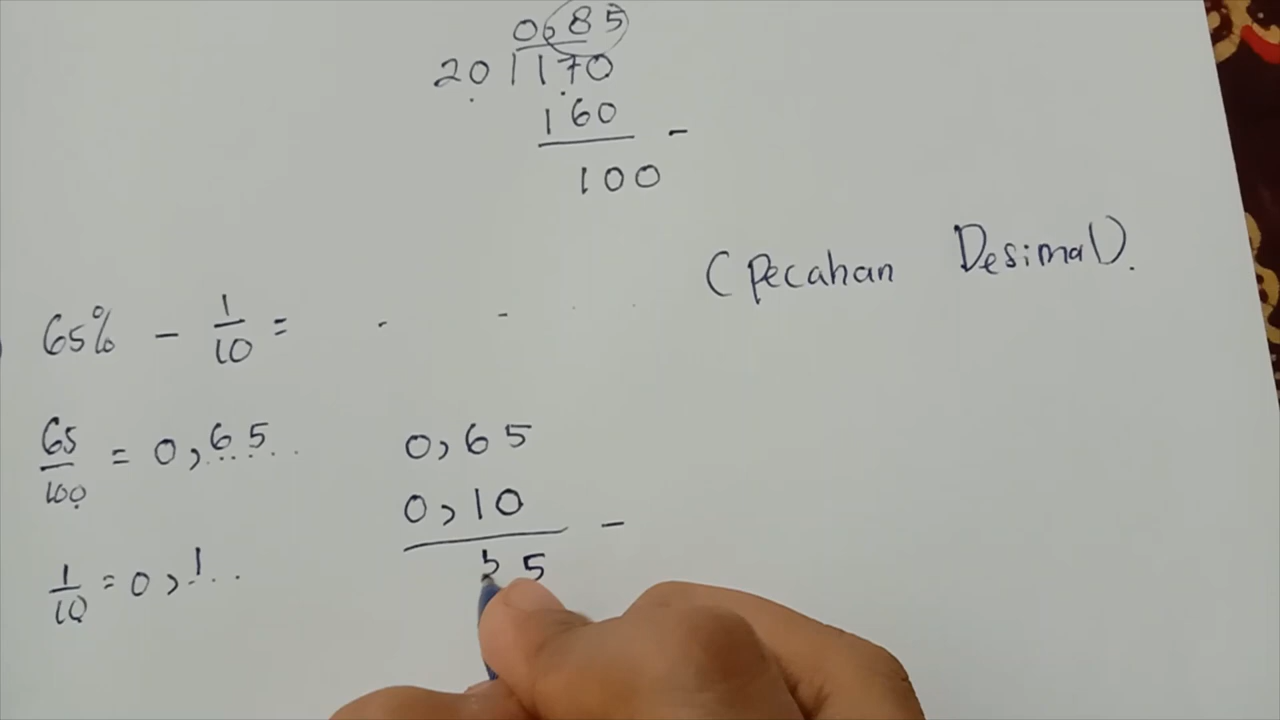 0,85
20 | 170
160 -
100
(Pecahan Desimal).
65% - 1/10 = - -
65/100 = 0,65...
0,65
0,10 -
55
1/10 = 0,1...